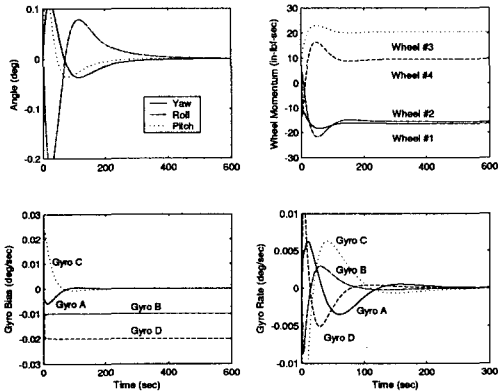 0.1
0
-0.1
-0.2
0
200
400
600
Angle (deg)
Yaw
Roll
Pitch
30
20
10
0
-10
-20
-30
0
200
400
600
Wheel Momentum (in-lbf-sec)
Wheel #3
Wheel #4
Wheel #2
Wheel #1
0.03
0.02
0.01
0
-0.01
-0.02
-0.03
0
200
400
600
Gyro Bias (deg/sec)
Time (sec)
Gyro C
Gyro A
Gyro B
Gyro D
0.01
0.005
0
-0.005
-0.01
0
100
200
300
Gyro Rate (deg/sec)
Time (sec)
Gyro C
Gyro B
Gyro A
Gyro D